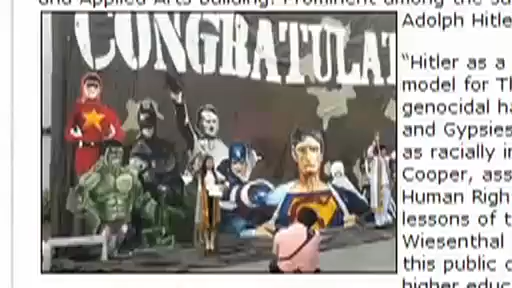 and Applied Arts building. Prominent among the su
CONGRATULAT
Adolph Hitle
"Hitler as a
model for Th
genocidal ha
and Gypsies
as racially in
Cooper, ass
Human Righ
lessons of t
Wiesenthal
this public o
higher educ